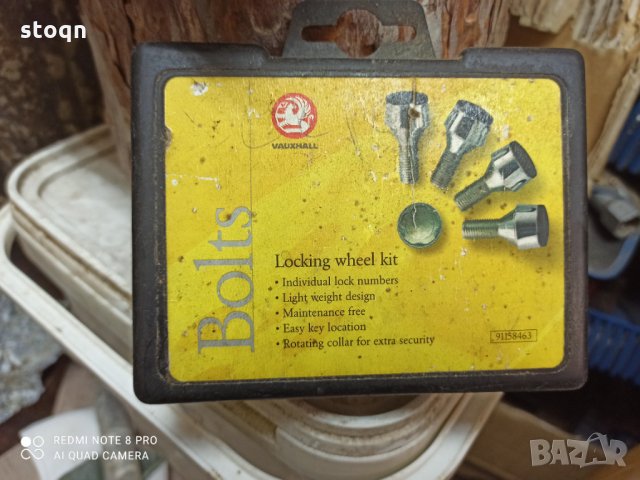 stoqn
VAUXHALL
Bolts
Locking wheel kit
• Individual lock numbers
• Light weight design
• Maintenance free
• Easy key location
• Rotating collar for extra security
91158463
REDMI NOTE 8 PRO
AI QUAD CAMERA
BAZAR